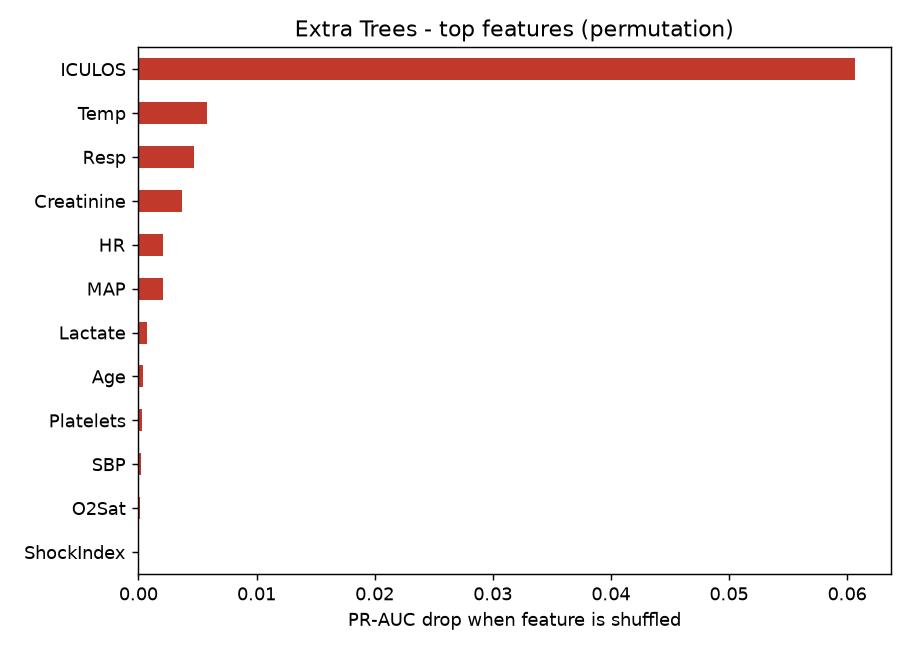 Extra Trees - top features (permutation)
ICULOS
Temp
Resp
Creatinine
HR
MAP
Lactate
Age
Platelets
SBP
O2Sat
ShockIndex
0.00 0.01 0.02 0.03 0.04 0.05 0.06
PR-AUC drop when feature is shuffled